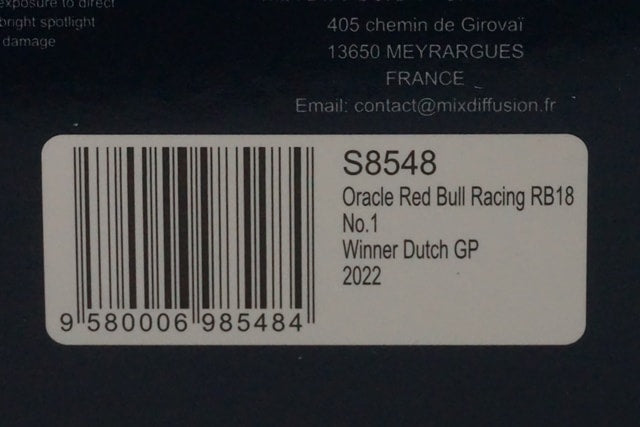 exposure to direct
bright spotlight
damage
405 chemin de Girovaï
13650 MEYRARGUES
FRANCE
Email: contact@mixdiffusion.fr
S8548
Oracle Red Bull Racing RB18
No.1
Winner Dutch GP
2022
9 580006 985484